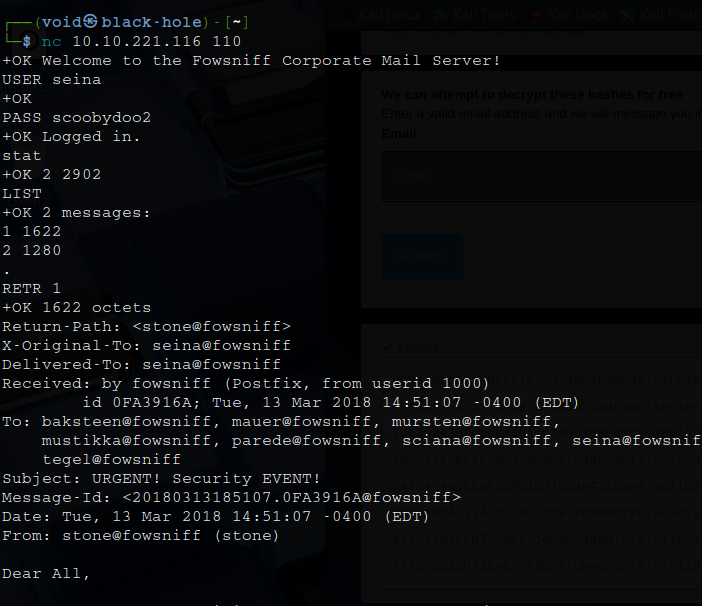 ┌──(void㉿black-hole)-[~]
└─$ nc 10.10.221.116 110
+OK Welcome to the Fowsniff Corporate Mail Server!
USER seina
+OK
PASS scoobydoo2
+OK Logged in.
stat
+OK 2 2902
LIST
+OK 2 messages:
1 1622
2 1280
.
RETR 1
+OK 1622 octets
Return-Path: <stone@fowsniff>
X-Original-To: seina@fowsniff
Delivered-To: seina@fowsniff
Received: by fowsniff (Postfix, from userid 1000)
id 0FA3916A; Tue, 13 Mar 2018 14:51:07 -0400 (EDT)
To: baksteen@fowsniff, mauer@fowsniff, mursten@fowsniff,
mustikka@fowsniff, parede@fowsniff, sciana@fowsniff, seina@fowsnif
tegel@fowsniff
Subject: URGENT! Security EVENT!
Message-Id: <20180313185107.0FA3916A@fowsniff>
Date: Tue, 13 Mar 2018 14:51:07 -0400 (EDT)
From: stone@fowsniff (stone)
Dear All,
Kali Linux Kali Tools Kali Docs Kali Foru
We can attempt to decrypt these hashes for free
Enter a valid email address and we will message you if
Email
Email
SUBMIT
Found: